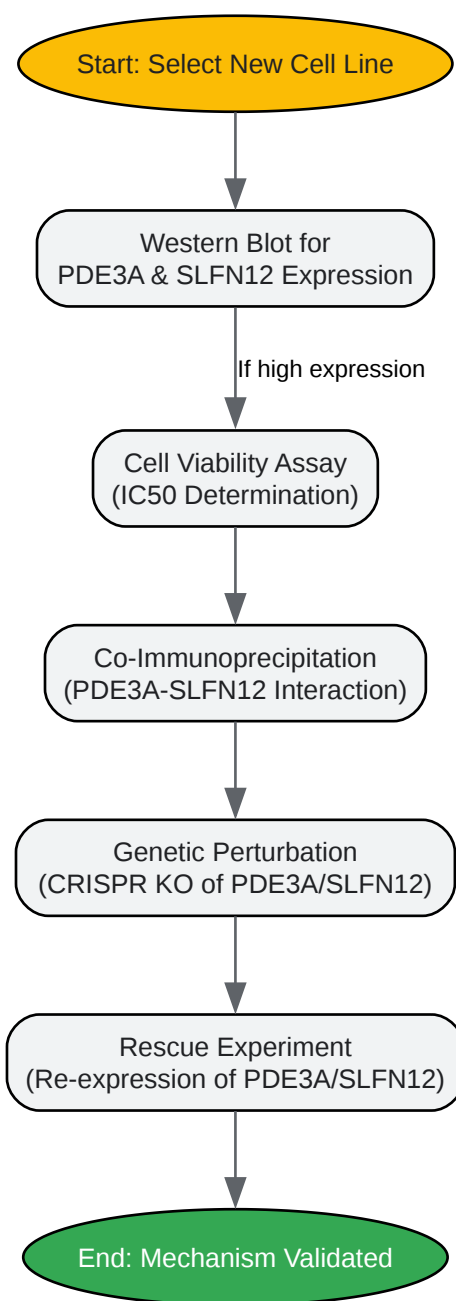 Start: Select New Cell Line
Western Blot for
PDE3A & SLFN12 Expression
If high expression
Cell Viability Assay
(IC50 Determination)
Co-Immunoprecipitation
(PDE3A-SLFN12 Interaction)
Genetic Perturbation
(CRISPR KO of PDE3A/SLFN12)
Rescue Experiment
(Re-expression of PDE3A/SLFN12)
End: Mechanism Validated